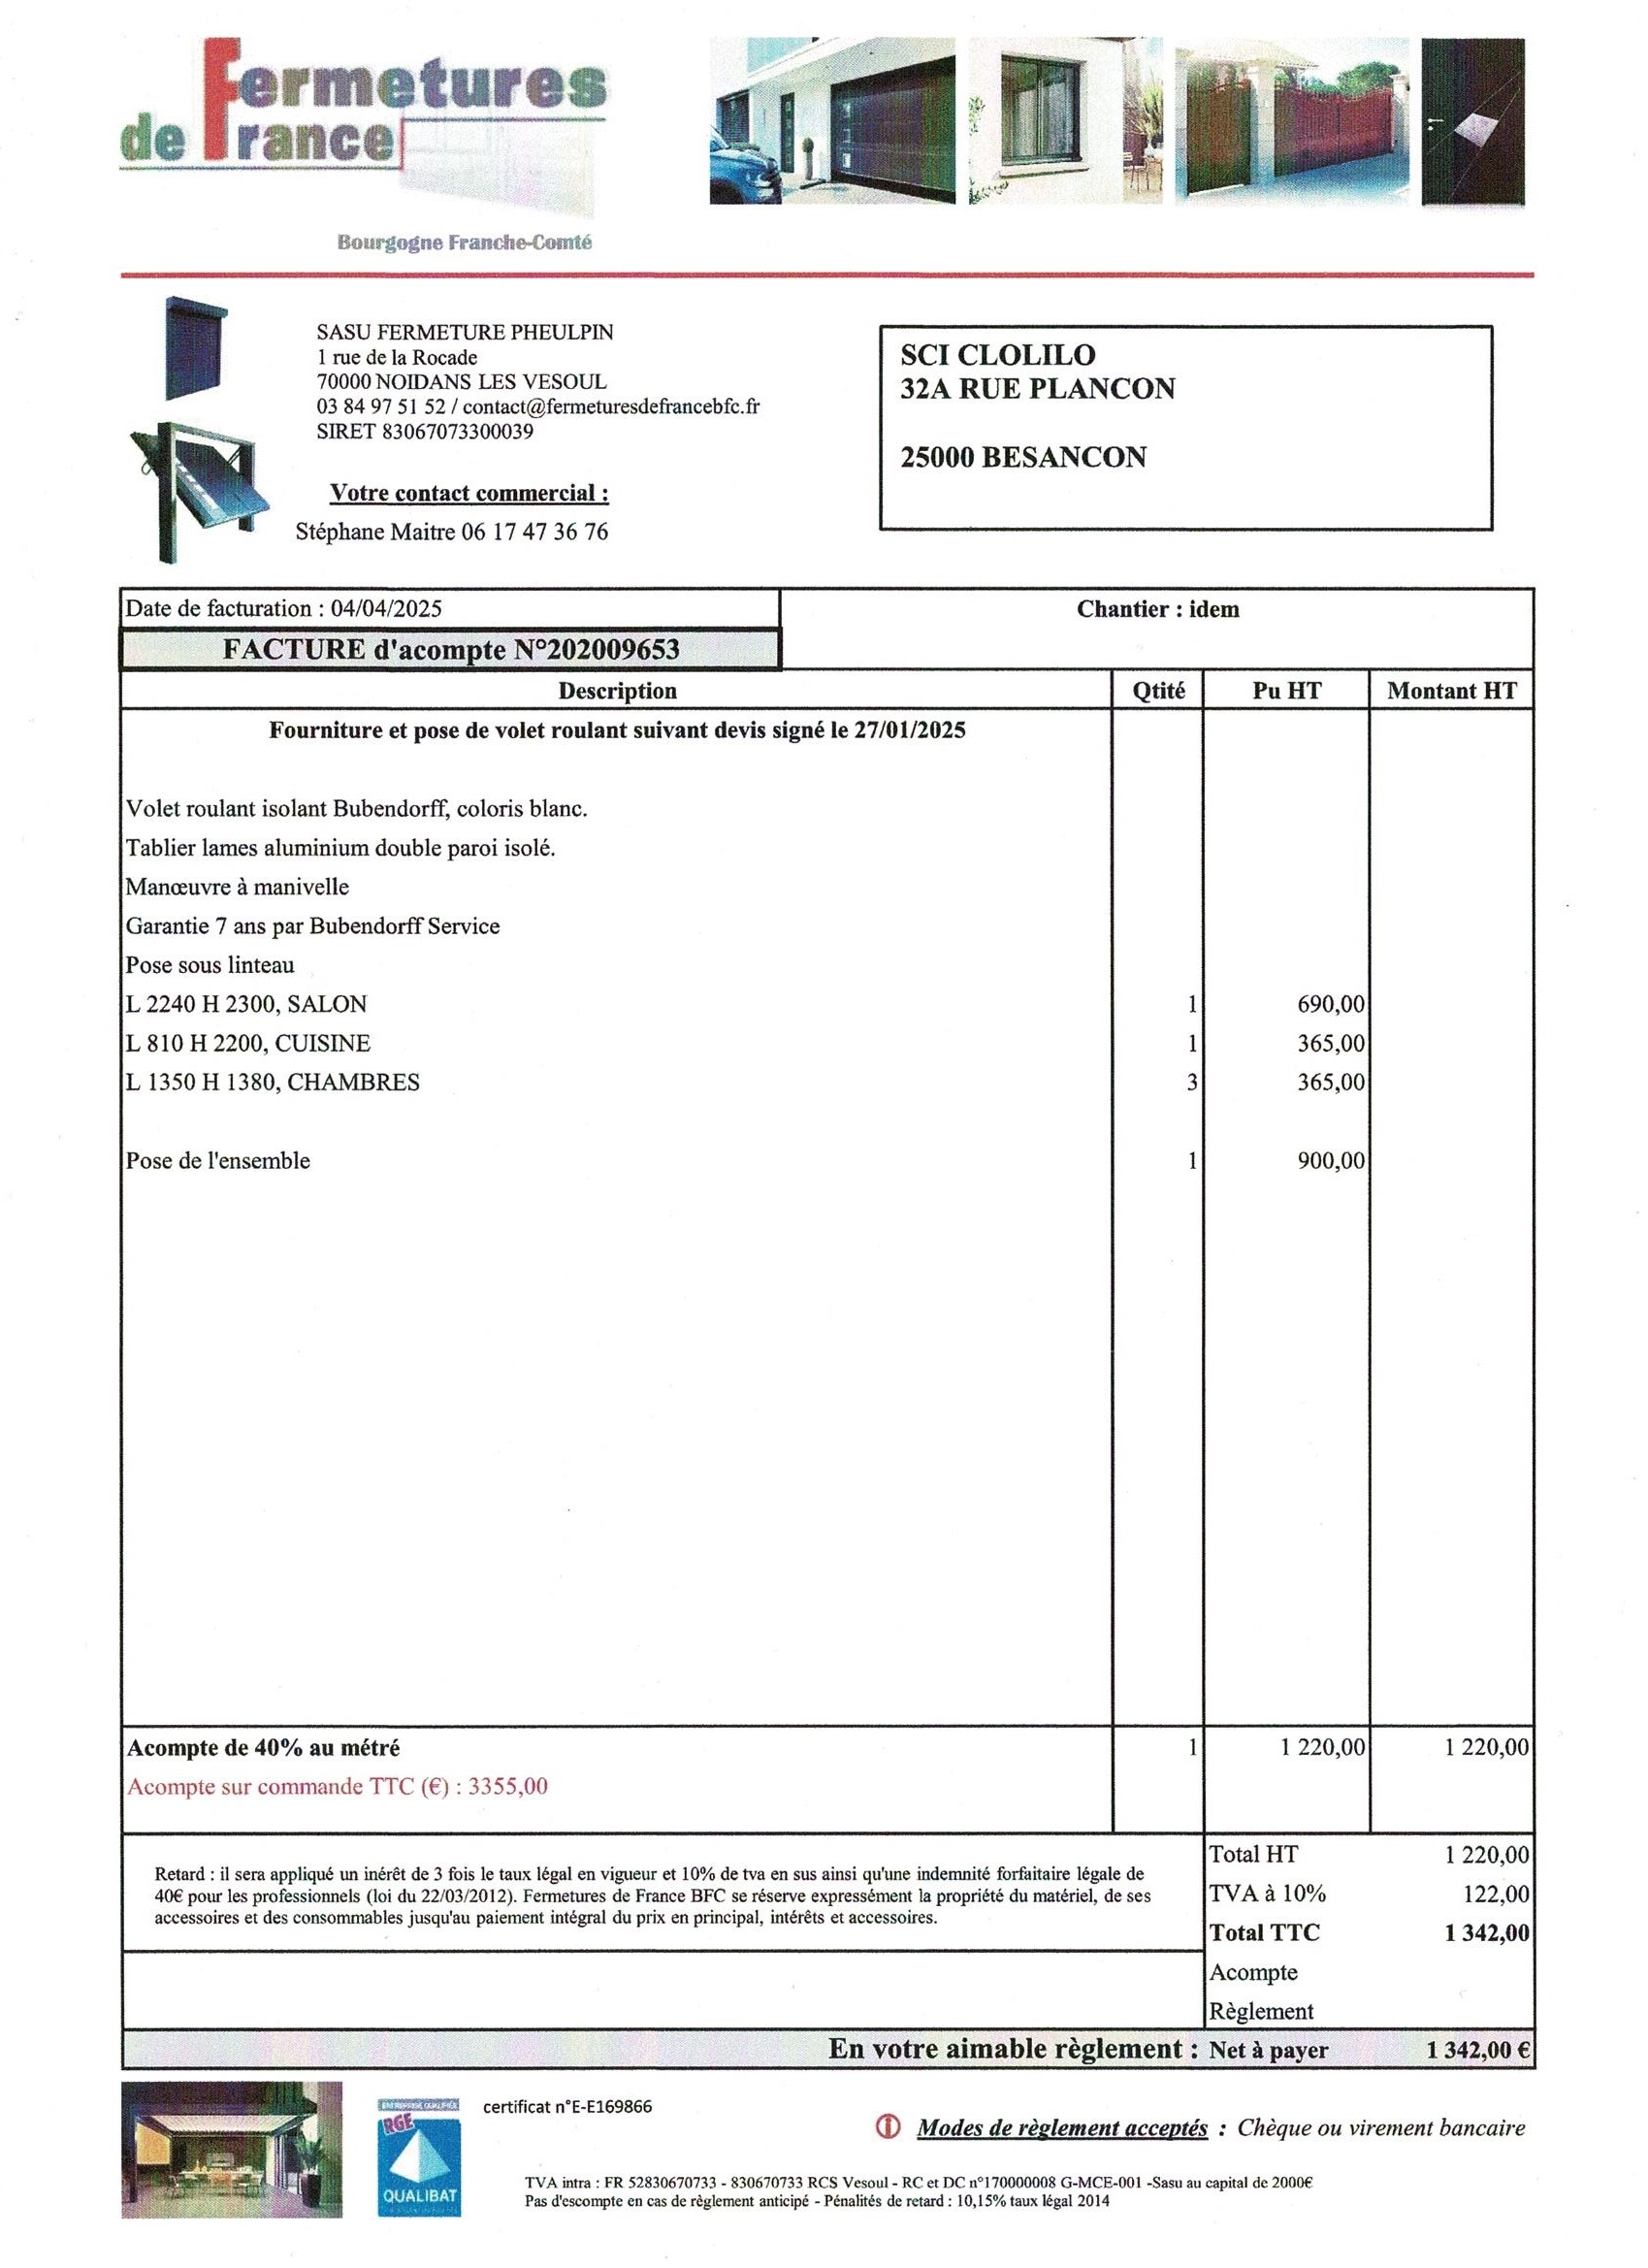 Fermetures
de France
Bourgogne Franche-Comté
SASU FERMETURE PHEULPIN
1 rue de la Rocade
70000 NOIDANS LES VESOUL
03 84 97 51 52 / contact@fermeturesdefrancebfc.fr
SIRET 83067073300039
Votre contact commercial :
Stéphane Maitre 06 17 47 36 76
SCI CLOLILO
32A RUE PLANCON
25000 BESANCON
Date de facturation : 04/04/2025
Chantier : idem
FACTURE d'acompte N°202009653
Description Qtité Pu HT Montant HT
Fourniture et pose de volet roulant suivant devis signé le 27/01/2025
Volet roulant isolant Bubendorff, coloris blanc.
Tablier lames aluminium double paroi isolé.
Manœuvre à manivelle
Garantie 7 ans par Bubendorff Service
Pose sous linteau
L 2240 H 2300, SALON 1 690,00
L 810 H 2200, CUISINE 1 365,00
L 1350 H 1380, CHAMBRES 3 365,00
Pose de l'ensemble 1 900,00
Acompte de 40% au métré 1 1 220,00 1 220,00
Acompte sur commande TTC (€) : 3355,00
Retard : il sera appliqué un inérêt de 3 fois le taux légal en vigueur et 10% de tva en sus ainsi qu'une indemnité forfaitaire légale de
40€ pour les professionnels (loi du 22/03/2012). Fermetures de France BFC se réserve expressément la propriété du matériel, de ses
accessoires et des consommables jusqu'au paiement intégral du prix en principal, intérêts et accessoires.
Total HT 1 220,00
TVA à 10% 122,00
Total TTC 1 342,00
Acompte
Règlement
En votre aimable règlement : Net à payer 1 342,00 €
ENTREPRISE QUALIFIÉE
RGE
QUALIBAT
certificat n°E-E169866
Modes de règlement acceptés : Chèque ou virement bancaire
TVA intra : FR 52830670733 - 830670733 RCS Vesoul - RC et DC n°170000008 G-MCE-001 -Sasu au capital de 2000€
Pas d'escompte en cas de règlement anticipé - Pénalités de retard : 10,15% taux légal 2014